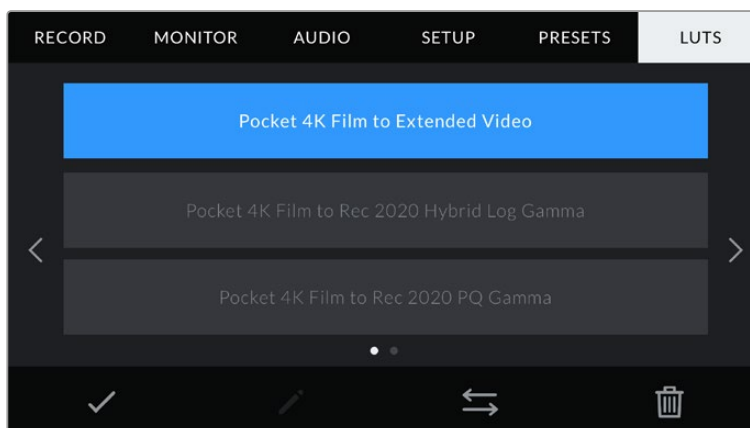 RECORD MONITOR AUDIO SETUP PRESETS LUTS
Pocket 4K Film to Extended Video
Pocket 4K Film to Rec 2020 Hybrid Log Gamma
Pocket 4K Film to Rec 2020 PQ Gamma